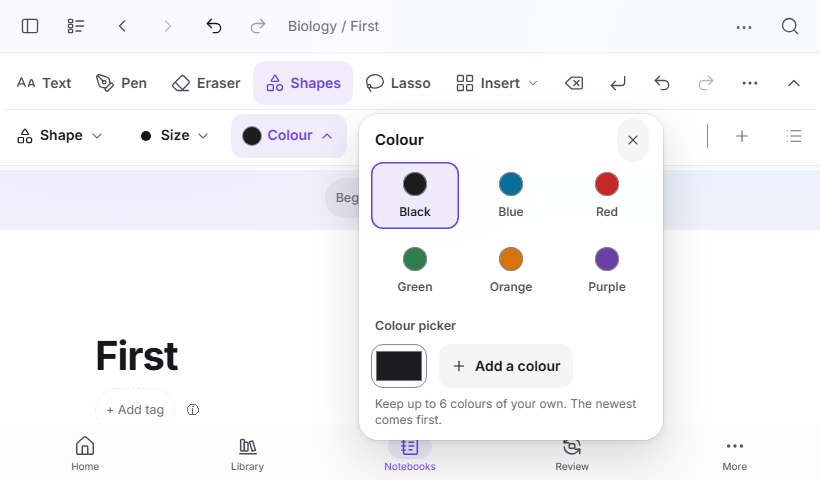 Biology / First
Text
Pen
Eraser
Shapes
Lasso
Insert
Shape
Size
Colour
Colour
Black
Blue
Red
Beg
Green
Orange
Purple
Colour picker
First
Add a colour
+ Add tag
Keep up to 6 colours of your own. The newest
comes first.
Home
Library
Notebooks
Review
More